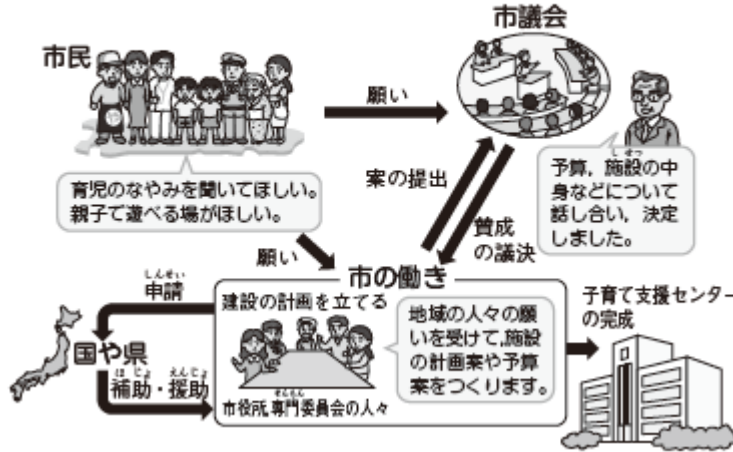 市民
市議会
願い
育児のなやみを聞いてほしい。
親子で遊べる場がほしい。
案の提出
しせつ
予算，施設の中
身などについて
話し合い，決定
しました。
賛成
の議決
願い
市の働き
しんせい
申請
建設の計画を立てる
地域の人々の願
いを受けて，施設
の計画案や予算
案をつくります。
子育て支援センター
の完成
国や県
ほじょ えんじょ
補助・援助
せんもん
市役所，専門委員会の人々